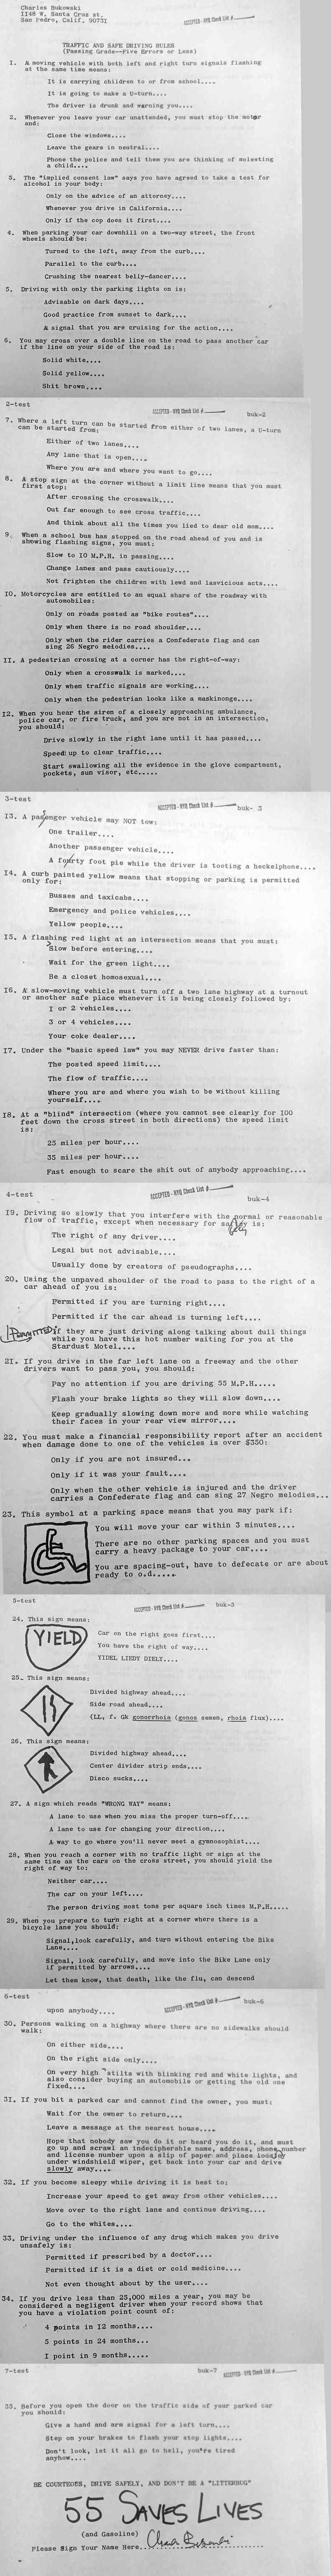 Charles Bukowski
1148 W. Santa Cruz st.
San Pedro, Calif. 90731
ACCEPTED - NYQ Check List #
TRAFFIC AND SAFE DRIVING RULES
(Passing Grade--Five Errors or Less)
1. A moving vehicle with both left and right turn signals flashing
at the same time means:
It is carrying children to or from school....
It is going to make a U-turn....
The driver is drunk and warning you....
2. Whenever you leave your car unattended, you must stop the motor
and:
Close the windows....
Leave the gears in neutral....
Phone the police and tell them you are thinking of molesting
a child....
3. The "implied consent law" says you have agreed to take a test for
alcohol in your body:
Only on the advice of an attorney....
Whenever you drive in California....
Only if the cop does it first....
4. When parking your car downhill on a two-way street, the front
wheels should be:
Turned to the left, away from the curb....
Parallel to the curb....
Crushing the nearest belly-dancer....
5. Driving with only the parking lights on is:
Advisable on dark days....
Good practice from sunset to dark....
A signal that you are cruising for the action....
6. You may cross over a double line on the road to pass another car
if the line on your side of the road is:
Solid white....
Solid yellow....
Shit brown....
2-test
ACCEPTED - NYQ Check List #
buk-2
7. Where a left turn can be started from either of two lanes, a U-turn
can be started from:
Either of two lanes....
Any lane that is open....
Where you are and where you want to go....
8. A stop sign at the corner without a limit line means that you must
first stop:
After crossing the crosswalk....
Out far enough to see cross traffic....
And think about all the times you lied to dear old mom....
9. When a school bus has stopped on the road ahead of you and is
showing flashing signs, you must:
Slow to 10 M.P.H. in passing....
Change lanes and pass cautiously....
Not frighten the children with lewd and lasvicious acts....
10. Motorcycles are entitled to an equal share of the roadway with
automobiles:
Only on roads posted as "bike routes"....
Only when there is no road shoulder....
Only when the rider carries a Confederate flag and can
sing 26 Negro melodies....
11. A pedestrian crossing at a corner has the right-of-way:
Only when a crosswalk is marked....
Only when traffic signals are working....
Only when the pedestrian looks like a maskinonge....
12. When you hear the siren of a closely approaching ambulance,
police car, or fire truck, and you are not in an intersection,
you should:
Drive slowly in the right lane until it has passed....
Speed up to clear traffic....
Start swallowing all the evidence in the glove compartment,
pockets, sun visor, etc.....
3-test
ACCEPTED - NYQ Check List #
buk- 3
13. A passenger vehicle may NOT tow:
One trailer....
Another passenger vehicle....
A fourty foot pie while the driver is tooting a heckelphone....
14. A curb painted yellow means that stopping or parking is permitted
only for:
Busses and taxicabs....
Emergency and police vehicles....
Yellow people....
15. A flashing red light at an intersection means that you must:
Slow before entering....
Wait for the green light....
Be a closet homosexual....
16. A slow-moving vehicle must turn off a two lane highway at a turnout
or another safe place whenever it is being closely followed by:
1 or 2 vehicles....
3 or 4 vehicles....
Your coke dealer....
17. Under the "basic speed law" you may NEVER drive faster than:
The posted speed limit....
The flow of traffic....
Where you are and where you wish to be without killing
yourself....
18. At a "blind" intersection (where you cannot see clearly for 100
feet down the cross street in both directions) the speed limit
is:
25 miles per hour....
35 miles per hour....
Fast enough to scare the shit out of anybody approaching....
4-test
ACCEPTED - NYQ Check List #
buk-4
19. Driving so slowly that you interfere with the normal or reasonable
flow of traffic, except when necessary for safety is:
The right of any driver....
Legal but not advisable....
Usually done by creators of pseudographs....
20. Using the unpaved shoulder of the road to pass to the right of a
car ahead of you is:
Permitted if you are turning right....
Permitted if the car ahead is turning left....
PERMITTED if they are just driving along talking about dull things
while you have this hot number waiting for you at the
Stardust Motel....
21. If you drive in the far left lane on a freeway and the other
drivers want to pass you, you should:
Pay no attention if you are driving 55 M.P.H.....
Flash your brake lights so they will slow down....
Keep gradually slowing down more and more while watching
their faces in your rear view mirror....
22. You must make a financial responsibility report after an accident
when damage done to one of the vehicles is over $350:
Only if you are not insured...
Only if it was your fault....
Only when the other vehicle is injured and the driver
carries a Confederate flag and can sing 27 Negro melodies...
23. This symbol at a parking space means that you may park if:
You will move your car within 3 minutes....
There are no other parking spaces and you must
carry a heavy package to your car....
You are spacing-out, have to defecate or are about
ready to o.d.....
5-test
ACCEPTED - NYQ Check List #
buk-5
24. This sign means:
YIELD
Car on the right goes first....
You have the right of way....
YIDEL LIEDY DIELY....
25. This sign means:
Divided highway ahead....
Side road ahead....
(LL, f. Gk gonorrhoia (gonos semen, rhoia flux)....
26. This sign means:
Divided highway ahead....
Center divider strip ends....
Disco sucks....
27. A sign which reads "WRONG WAY" means:
A lane to use when you miss the proper turn-off....
A lane to use for changing your direction....
A way to go where you'll never meet a gymnosophist....
28. When you reach a corner with no traffic light or sign at the
same time as the cars on the cross street, you should yield the
right of way to:
Neither car....
The car on your left....
The person driving most tons per square inch times M.P.H.....
29. When you prepare to turn right at a corner where there is a
bicycle lane you should:
Signal,look carefully, and turn without entering the Bike
Lane....
Signal, look carefully, and move into the Bike Lane only
if permitted by arrows....
Let them know, that death, like the flu, can descend
6-test
ACCEPTED - NYQ Check List #
buk-6
upon anybody....
30. Persons walking on a highway where there are no sidewalks should
walk:
On either side....
On the right side only....
On very high stilts with blinking red and white lights, and
also consider buying an automobile or getting the old one
fixed....
31. If you hit a parked car and cannot find the owner, you must:
Wait for the owner to return....
Leave a message at the nearest house....
Hope that nobody saw you do it or heard you do it, and must
go up and scrawl an indecipherable name, address, phone number
and license number upon a slip of paper and place loosely
under windshield wiper, get back into your car and drive
slowly away....
32. If you become sleepy while driving it is best to:
Increase your speed to get away from other vehicles....
Move over to the right lane and continue driving....
Go to the whites....
33. Driving under the influence of any drug which makes you drive
unsafely is:
Permitted if prescribed by a doctor....
Permitted if it is a diet or cold medicine....
Not even thought about by the user....
34. If you drive less than 25,000 miles a year, you may be
considered a negligent driver when your record shows that
you have a violation point count of:
4 points in 12 months....
5 points in 24 months...
1 point in 9 months.....
7-test
buk-7
ACCEPTED - NYQ Check List #
35. Before you open the door on the traffic side of your parked car
you should:
Give a hand and arm signal for a left turn....
Step on your brakes to flash your stop lights....
Don't look, let it all go to hell, you're tired
anyhow....
BE COURTEOUS, DRIVE SAFELY, AND DON'T BE A "LITTERBUG"
55 SAVES LIVES
(and Gasoline)
Please Sign Your Name Here. Charles Bukowski